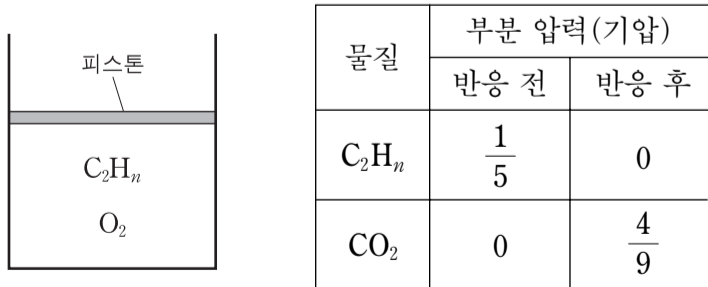 피스톤
C₂Hₙ
O₂
물질 부분 압력(기압)
반응 전 반응 후
C₂Hₙ 1/5 0
CO₂ 0 4/9